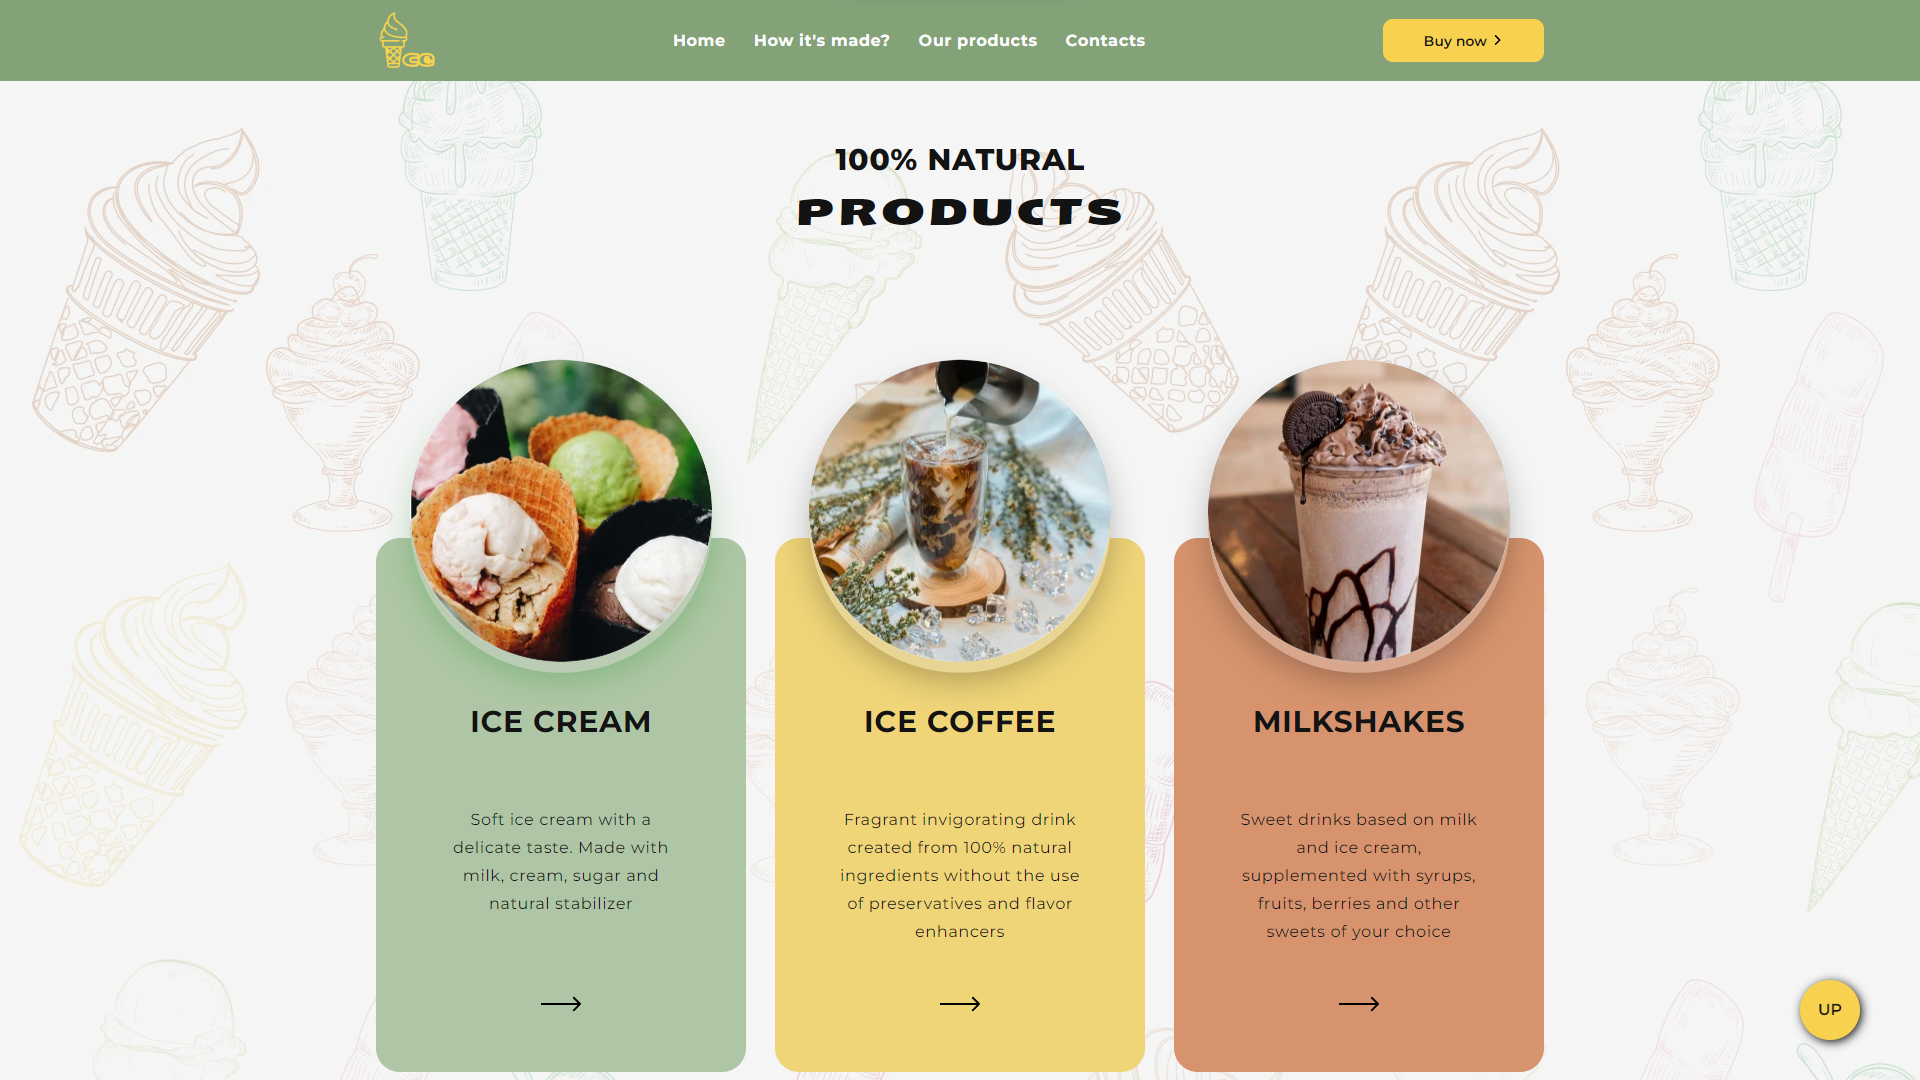 ce
Home How it's made? Our products Contacts
Buy now
100% NATURAL
PRODUCTS
ICE CREAM
Soft ice cream with a
delicate taste. Made with
milk, cream, sugar and
natural stabilizer
ICE COFFEE
Fragrant invigorating drink
created from 100% natural
ingredients without the use
of preservatives and flavor
enhancers
MILKSHAKES
Sweet drinks based on milk
and ice cream,
supplemented with syrups,
fruits, berries and other
sweets of your choice
UP